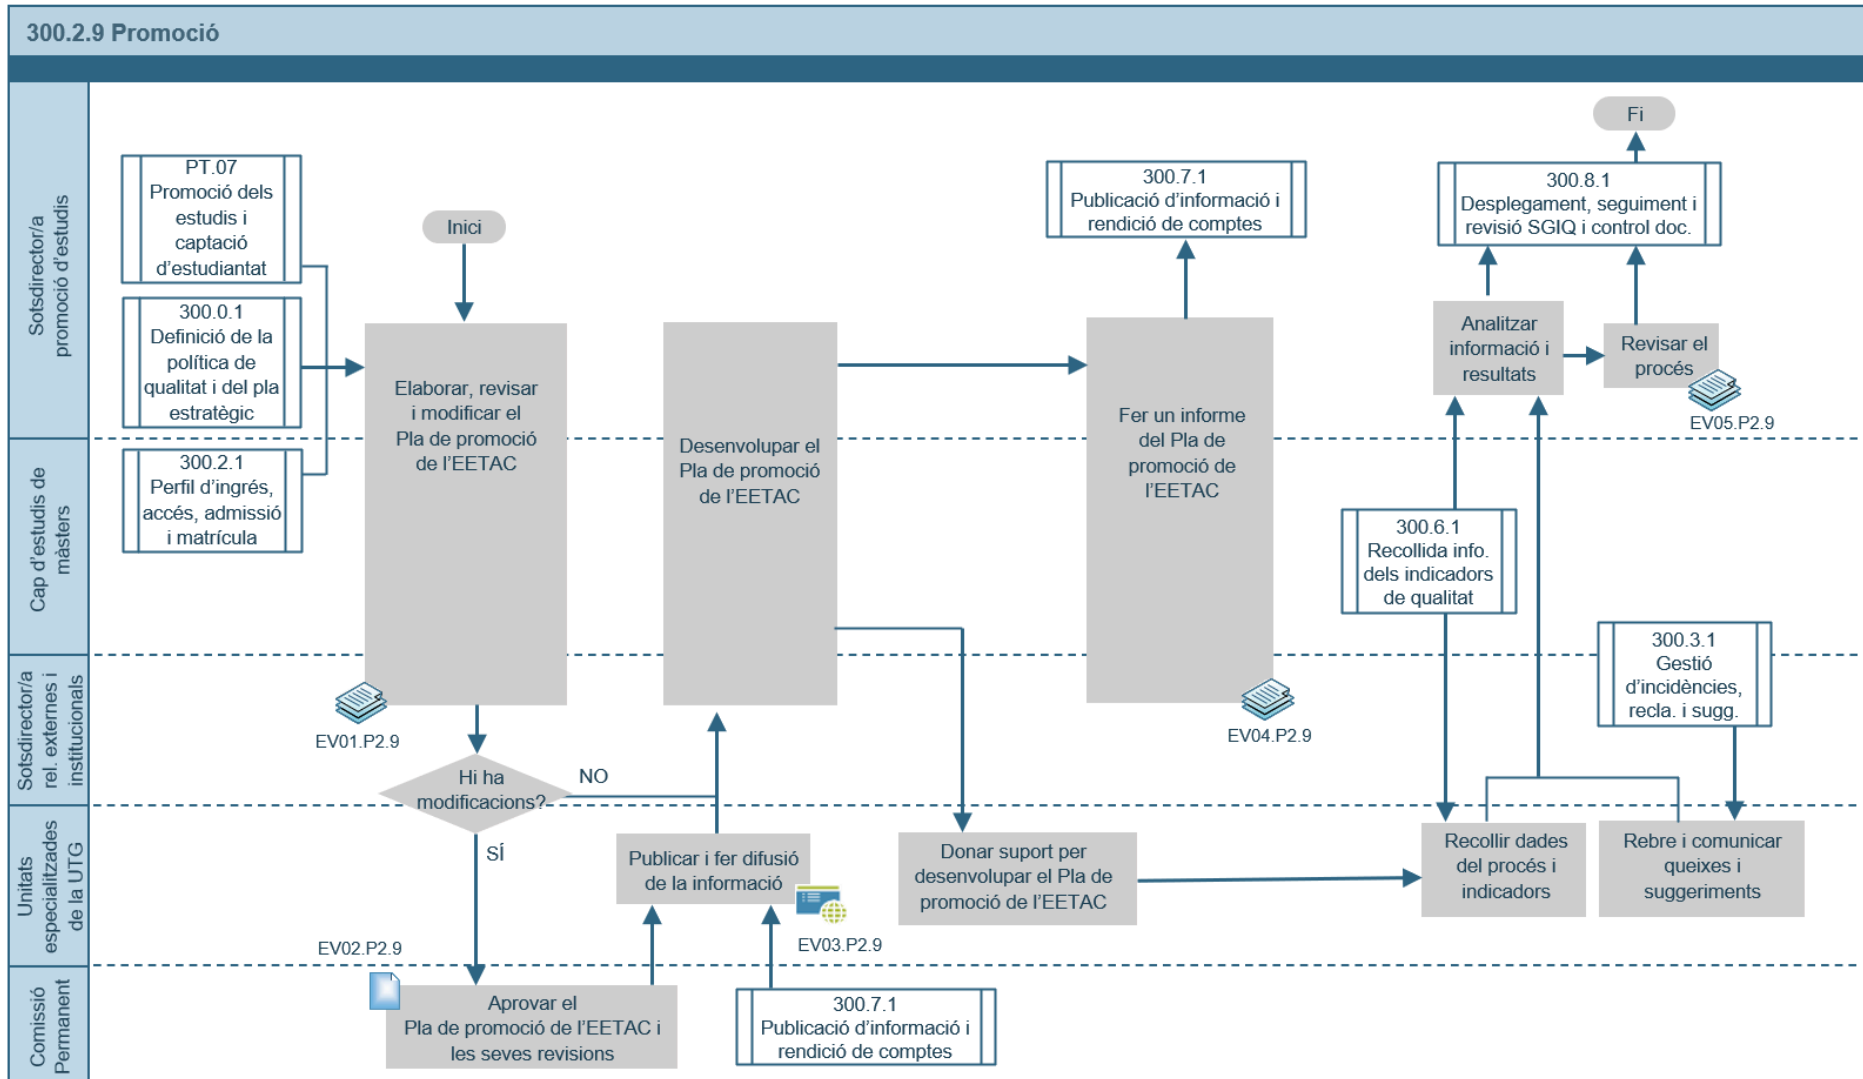 300.2.9 Promoció
Sotsdirector/a
promoció d'estudis
PT.07
Promoció dels
estudis i
captació
d'estudiantat
300.0.1
Definició de la
política de
qualitat i del pla
estratègic
Inici
Elaborar, revisar
i modificar el
Pla de promoció
de l'EETAC
Desenvolupar el
Pla de promoció
de l'EETAC
300.7.1
Publicació d'informació i
rendició de comptes
Fer un informe
del Pla de
promoció de
l'EETAC
Fi
300.8.1
Desplegament, seguiment i
revisió SGIQ i control doc.
Analitzar
informació i
resultats
Revisar el
procés
EV05.P2.9
Cap d'estudis de
màsters
300.2.1
Perfil d'ingrés,
accés, admissió
i matrícula
300.6.1
Recollida info.
dels indicadors
de qualitat
300.3.1
Gestió
d'incidències,
recla. i sugg.
Sotsdirector/a
rel. externes i
institucionals
EV01.P2.9
EV04.P2.9
Hi ha
modificacions?
NO
SÍ
Unitats
especialitzades
de la UTG
Publicar i fer difusió
de la informació
EV03.P2.9
Donar suport per
desenvolupar el Pla de
promoció de l'EETAC
Recollir dades
del procés i
indicadors
Rebre i comunicar
queixes i
suggeriments
EV02.P2.9
Comissió
Permanent
Aprovar el
Pla de promoció de l'EETAC i
les seves revisions
300.7.1
Publicació d'informació i
rendició de comptes